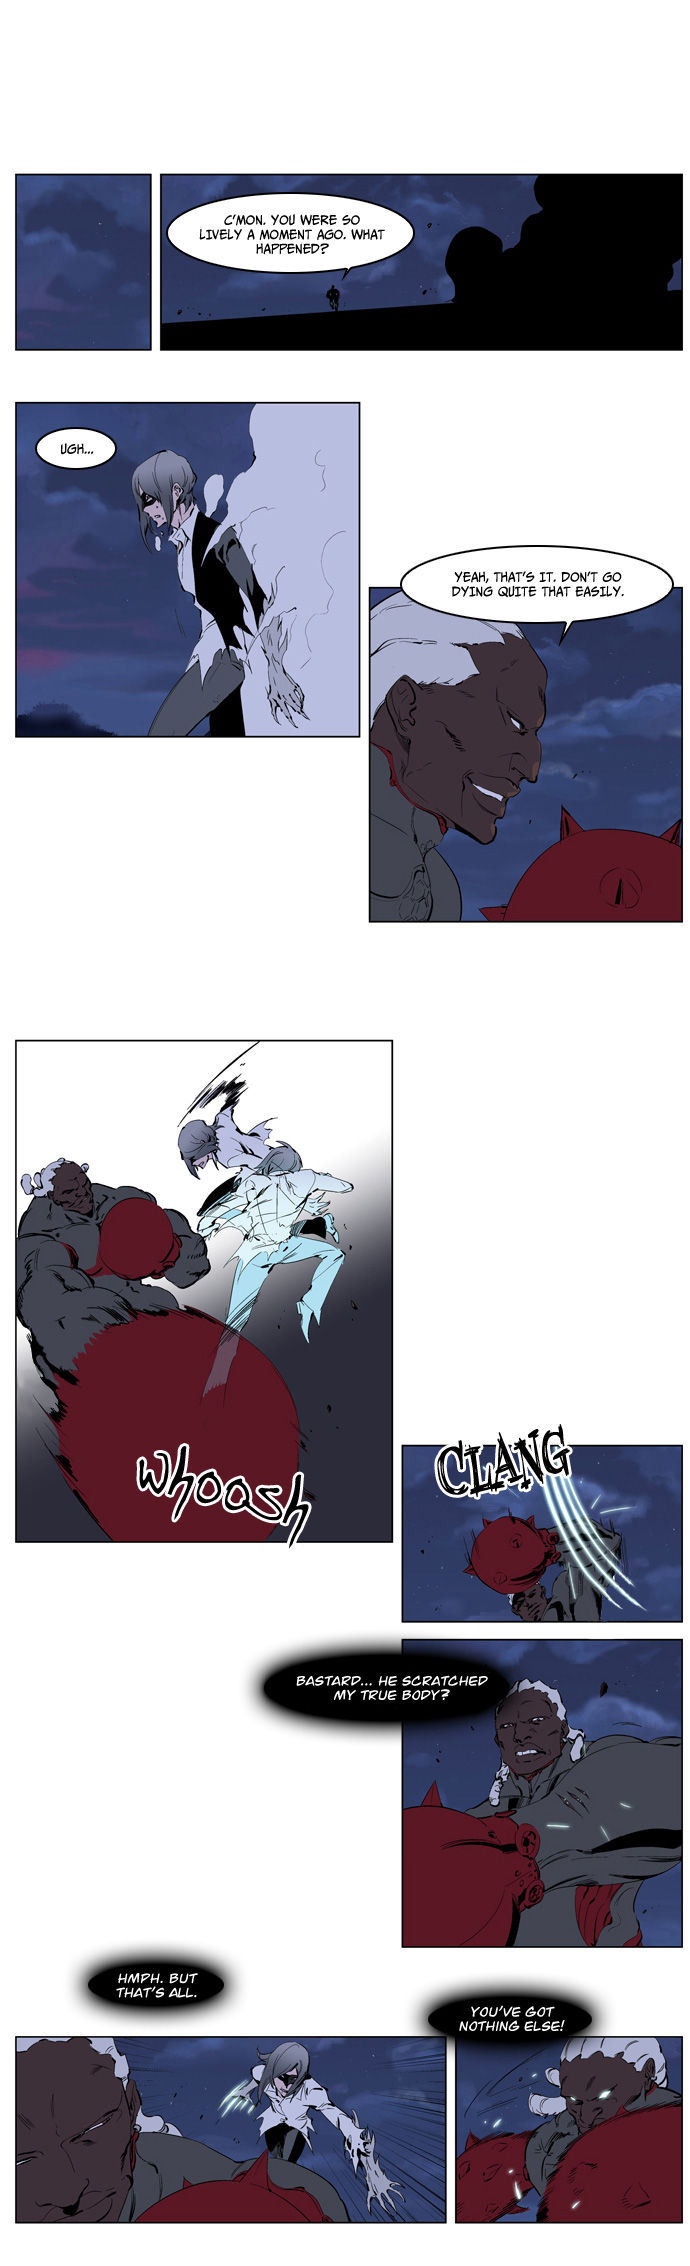 C'MON. YOU WERE SO
LIVELY A MOMENT AGO. WHAT
HAPPENED?
UGH...
YEAH, THAT'S IT. DON'T GO
DYING QUITE THAT EASILY.
WHOOSH
CLANG
BASTARD... HE SCRATCHED
MY TRUE BODY?
HMPH. BUT
THAT'S ALL.
YOU'VE GOT
NOTHING ELSE!